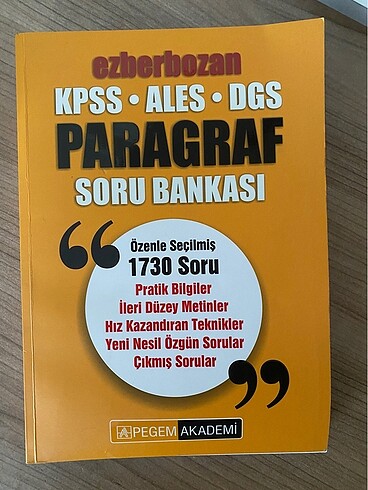 ezberbozan
KPSS • ALES • DGS
PARAGRAF
SORU BANKASI
“
Özenle Seçilmiş
1730 Soru
Pratik Bilgiler
İleri Düzey Metinler
Hız Kazandıran Teknikler
Yeni Nesil Özgün Sorular
Çıkmış Sorular
”
PEGEM AKADEMİ